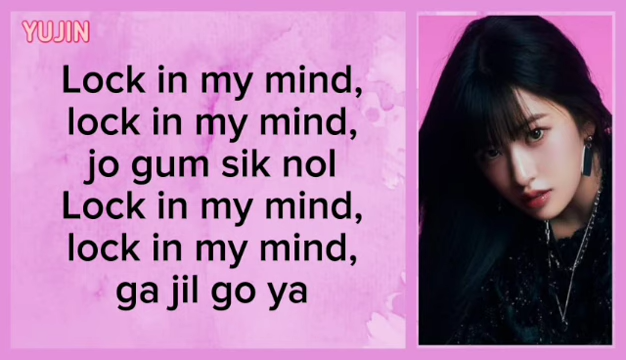 YUJIN
Lock in my mind,
lock in my mind,
jo gum sik nol
Lock in my mind,
lock in my mind,
ga jil go ya